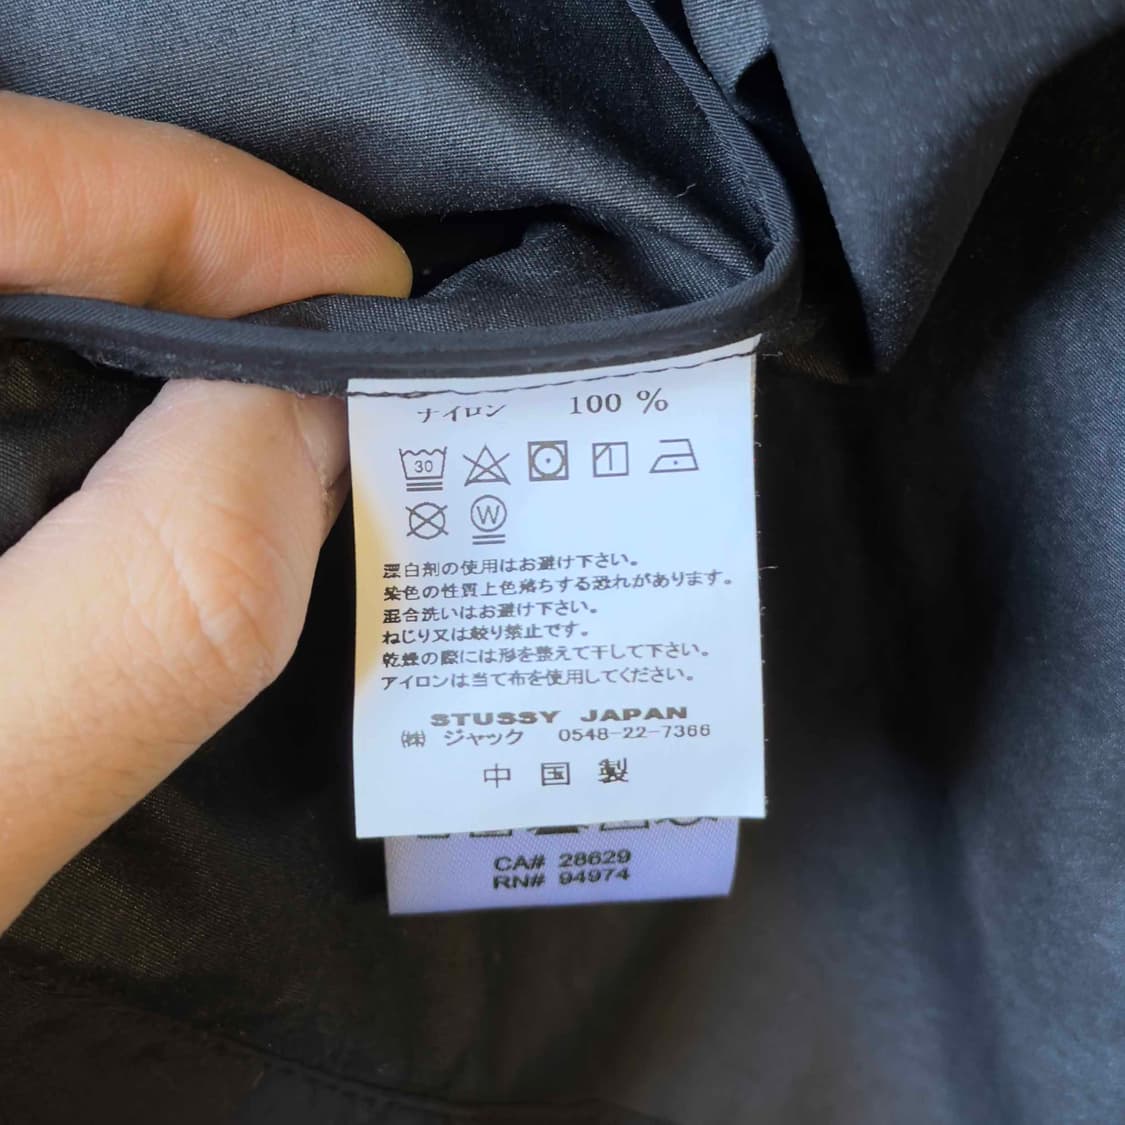 ナイロン 100 %
30
W
漂白剤の使用はお避け下さい。
染色の性質上色落ちする恐れがあります。
混合洗いはお避け下さい。
ねじり又は絞り禁止です。
乾燥の際には形を整えて干して下さい。
アイロンは当て布を使用してください。
STUSSY JAPAN
㈱ ジャック 0548-22-7366
中国製
CA# 28629
RN# 94974